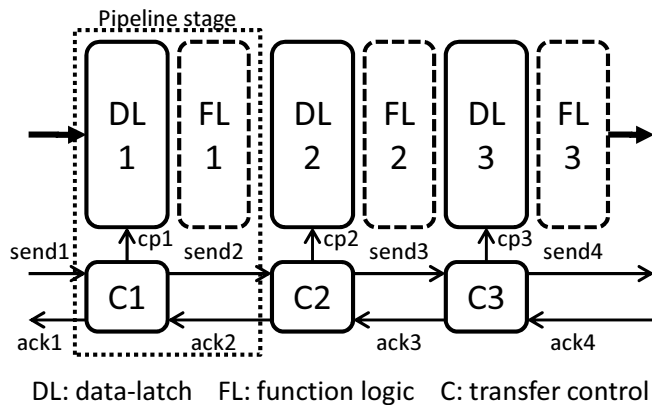 Pipeline stage
DL 1
FL 1
DL 2
FL 2
DL 3
FL 3
cp1
cp2
cp3
send1
send2
send3
send4
C1
C2
C3
ack1
ack2
ack3
ack4
DL: data-latch FL: function logic C: transfer control